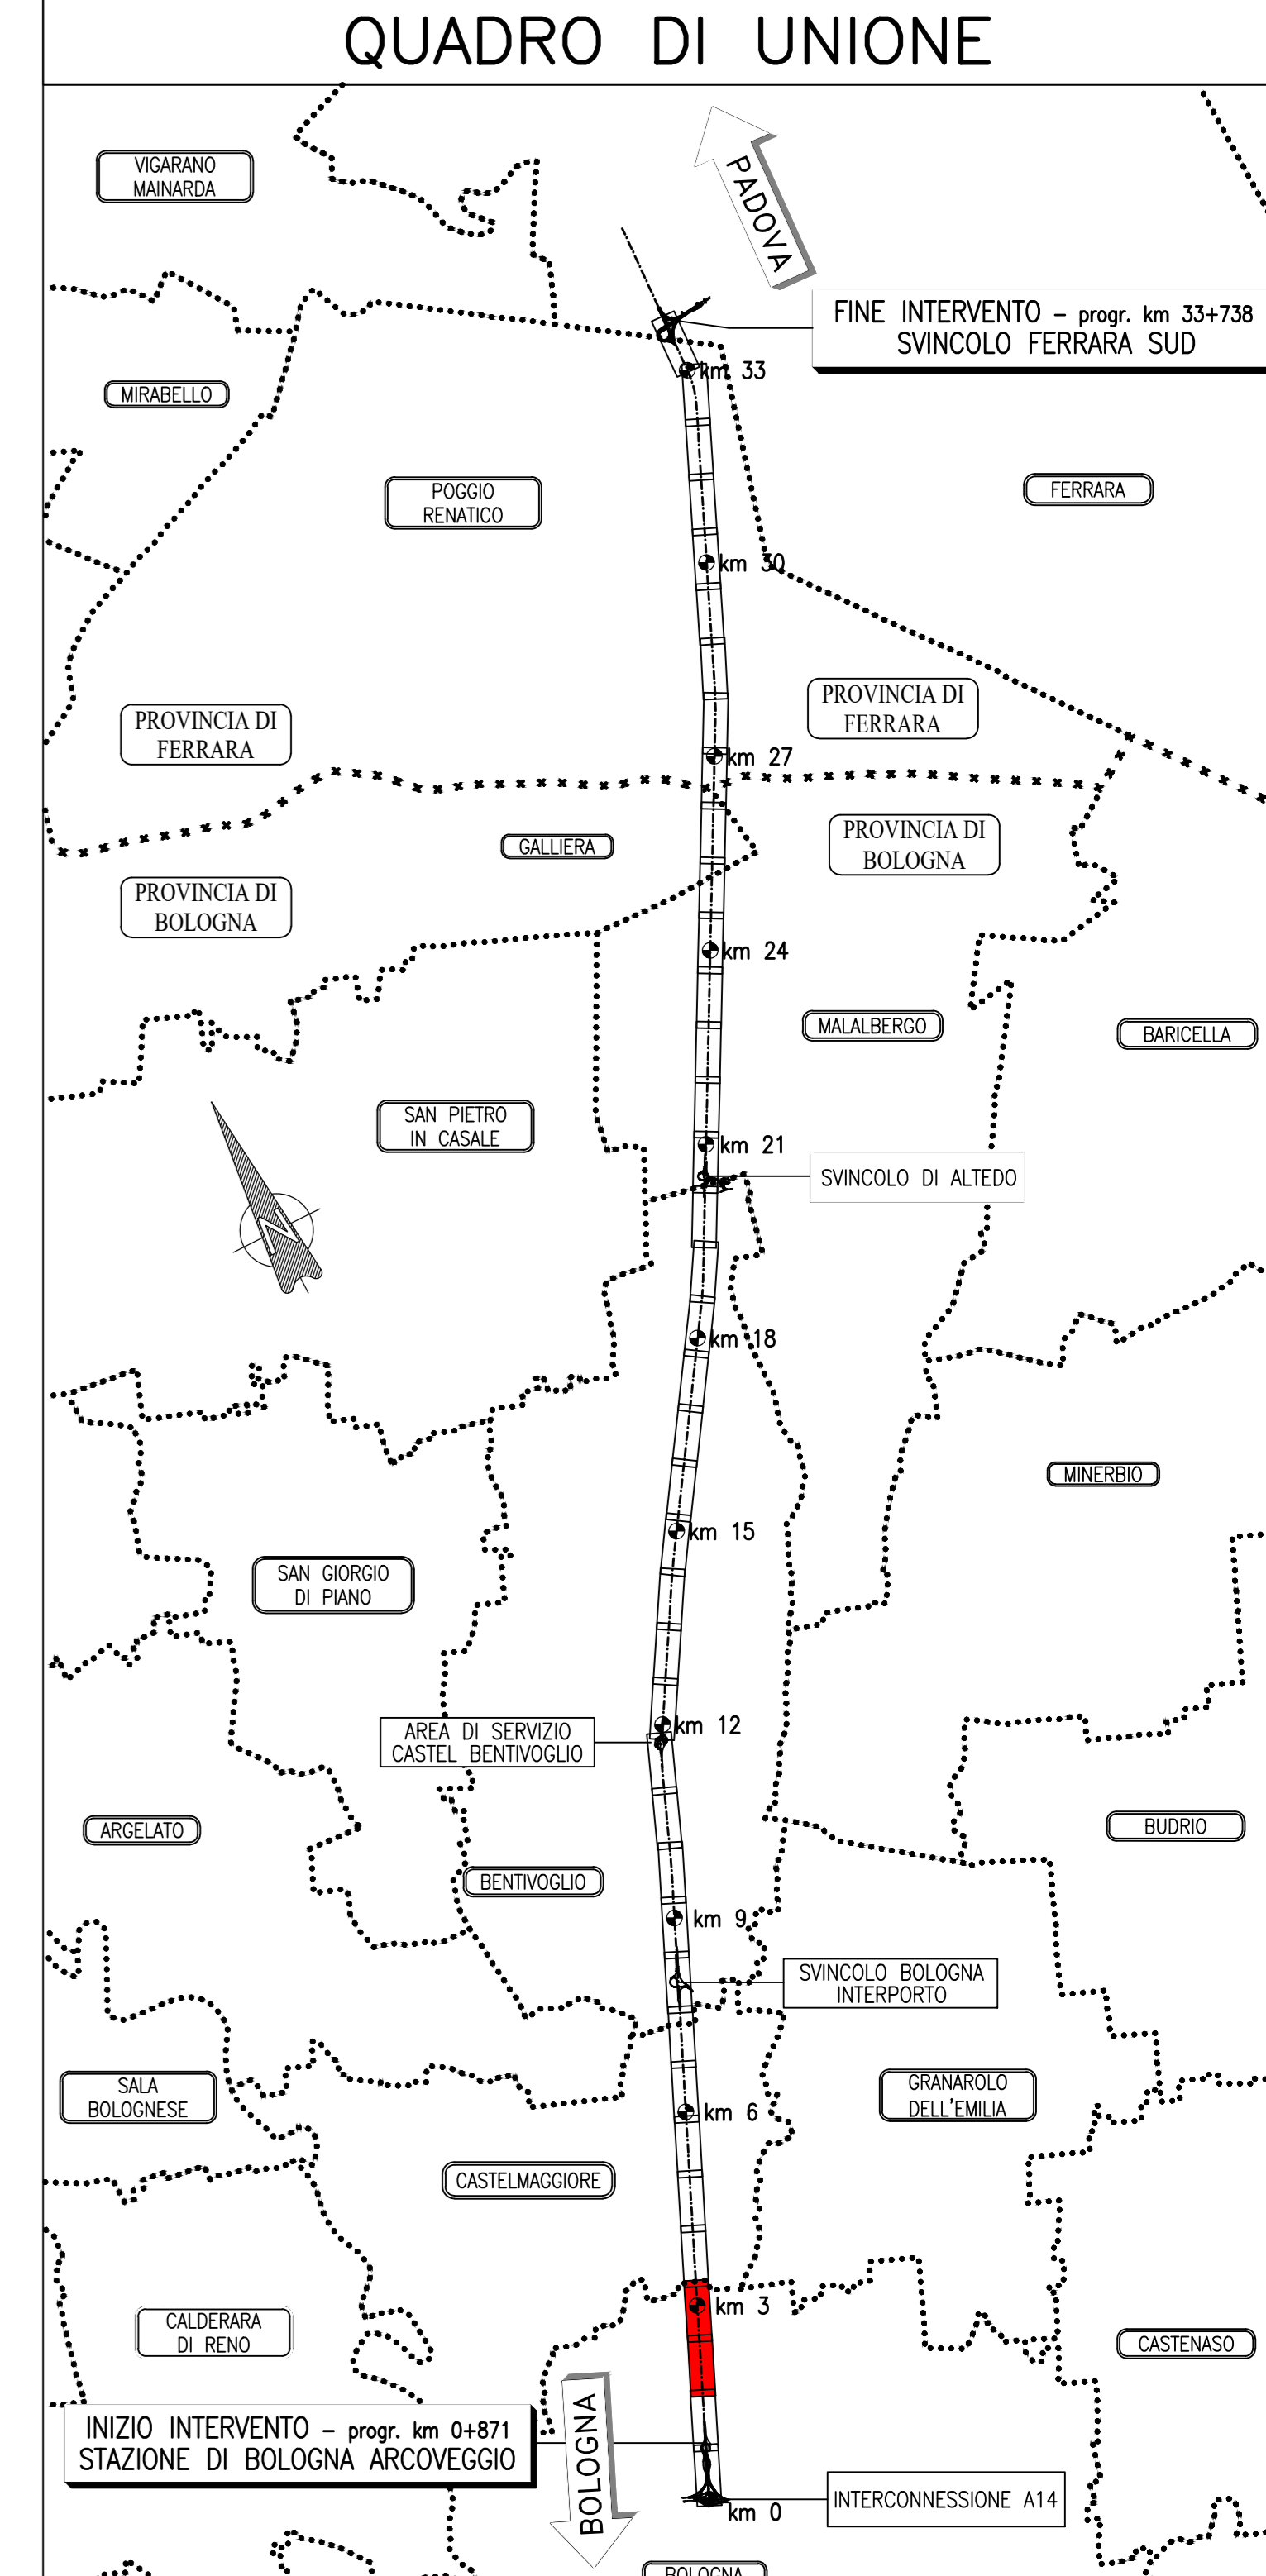 QUADRO DI UNIONE
VIGARANO
MAINARDA
PADOVA
FINE INTERVENTO – progr. km 33+738
SVINCOLO FERRARA SUD
km 33
MIRABELLO
POGGIO
RENATICO
FERRARA
km 30
PROVINCIA DI
FERRARA
PROVINCIA DI
FERRARA
km 27
GALLIERA
PROVINCIA DI
BOLOGNA
PROVINCIA DI
BOLOGNA
km 24
MALALBERGO
BARICELLA
SAN PIETRO
IN CASALE
km 21
SVINCOLO DI ALTEDO
N
km 18
MINERBIO
km 15
SAN GIORGIO
DI PIANO
km 12
AREA DI SERVIZIO
CASTEL BENTIVOGLIO
ARGELATO
BUDRIO
BENTIVOGLIO
km 9
SVINCOLO BOLOGNA
INTERPORTO
SALA
BOLOGNESE
GRANAROLO
DELL'EMILIA
km 6
CASTELMAGGIORE
km 3
CALDERARA
DI RENO
CASTENASO
INIZIO INTERVENTO – progr. km 0+871
STAZIONE DI BOLOGNA ARCOVEGGIO
BOLOGNA
INTERCONNESSIONE A14
km 0
BOLOGNA